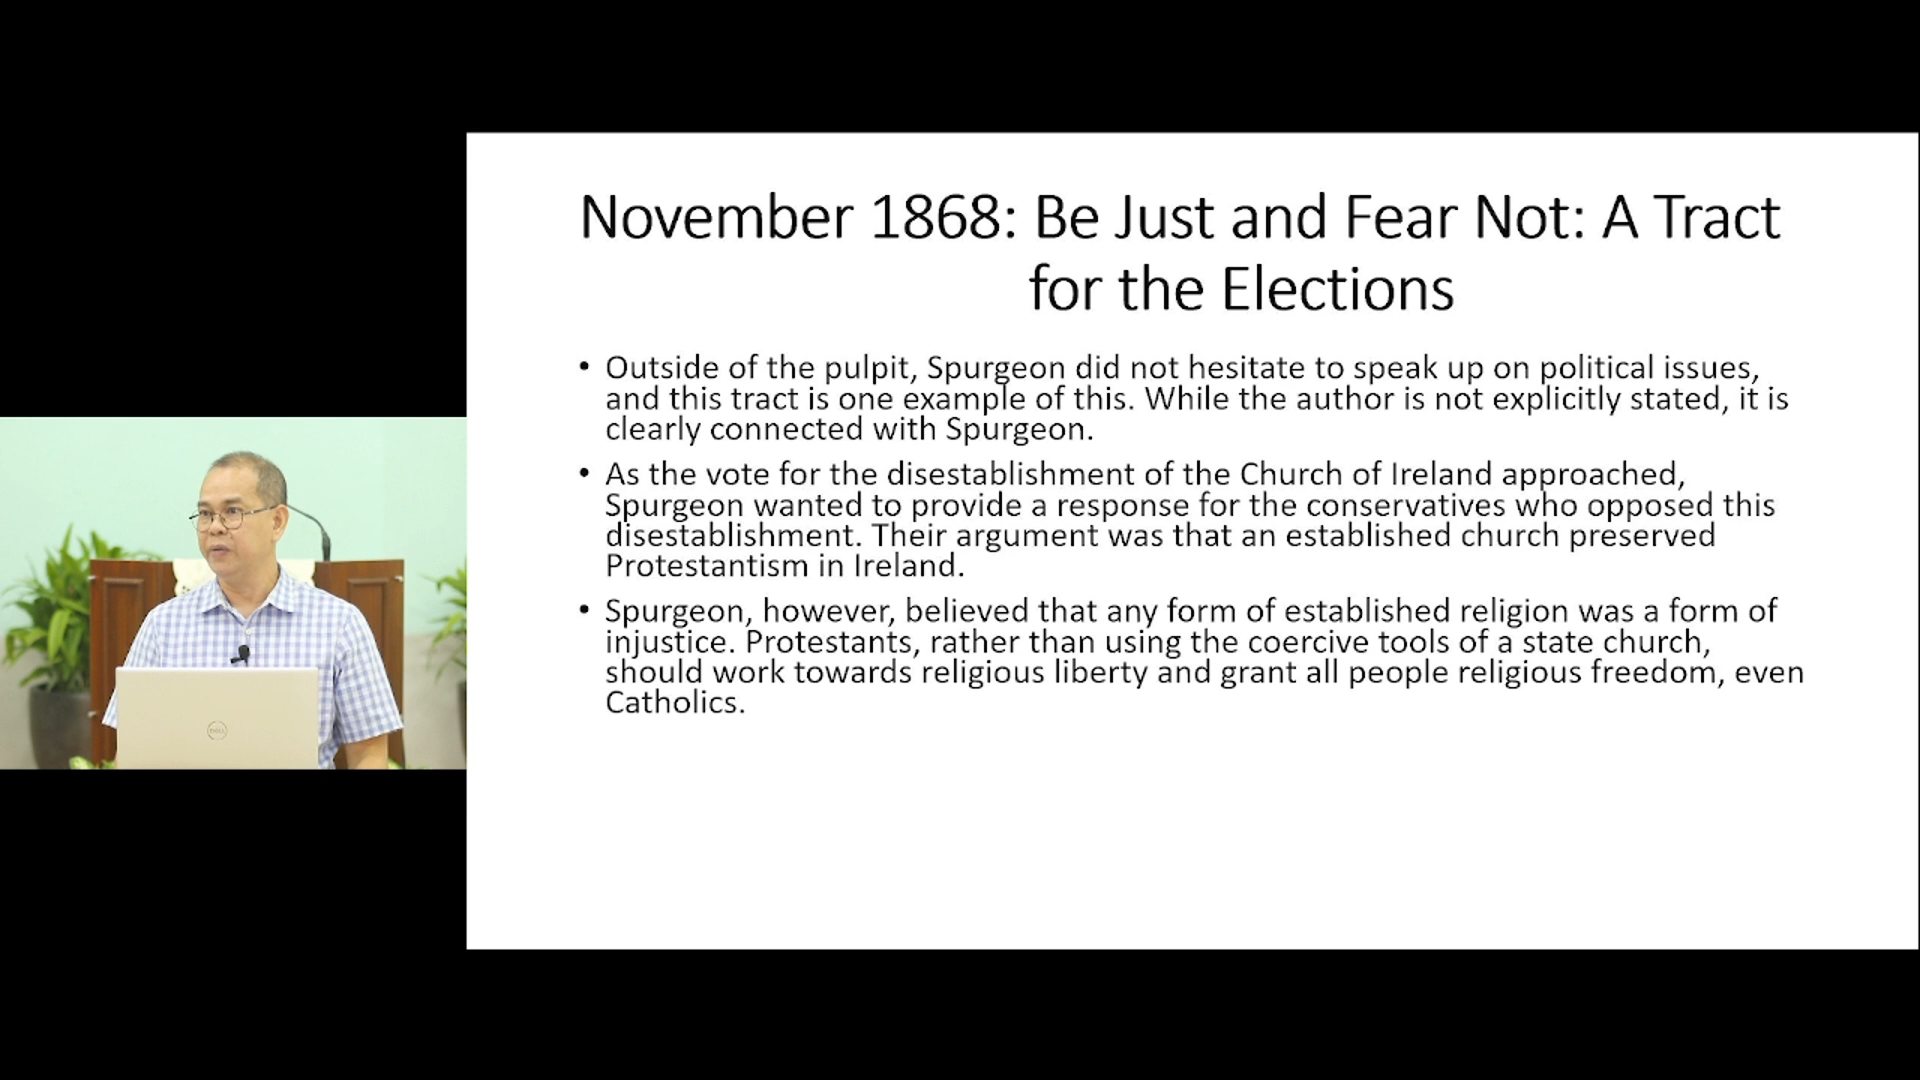 November 1868: Be Just and Fear Not: A Tract
for the Elections
• Outside of the pulpit, Spurgeon did not hesitate to speak up on political issues,
and this tract is one example of this. While the author is not explicitly stated, it is
clearly connected with Spurgeon.
• As the vote for the disestablishment of the Church of Ireland approached,
Spurgeon wanted to provide a response for the conservatives who opposed this
disestablishment. Their argument was that an established church preserved
Protestantism in Ireland.
• Spurgeon, however, believed that any form of established religion was a form of
injustice. Protestants, rather than using the coercive tools of a state church,
should work towards religious liberty and grant all people religious freedom, even
Catholics.
DELL